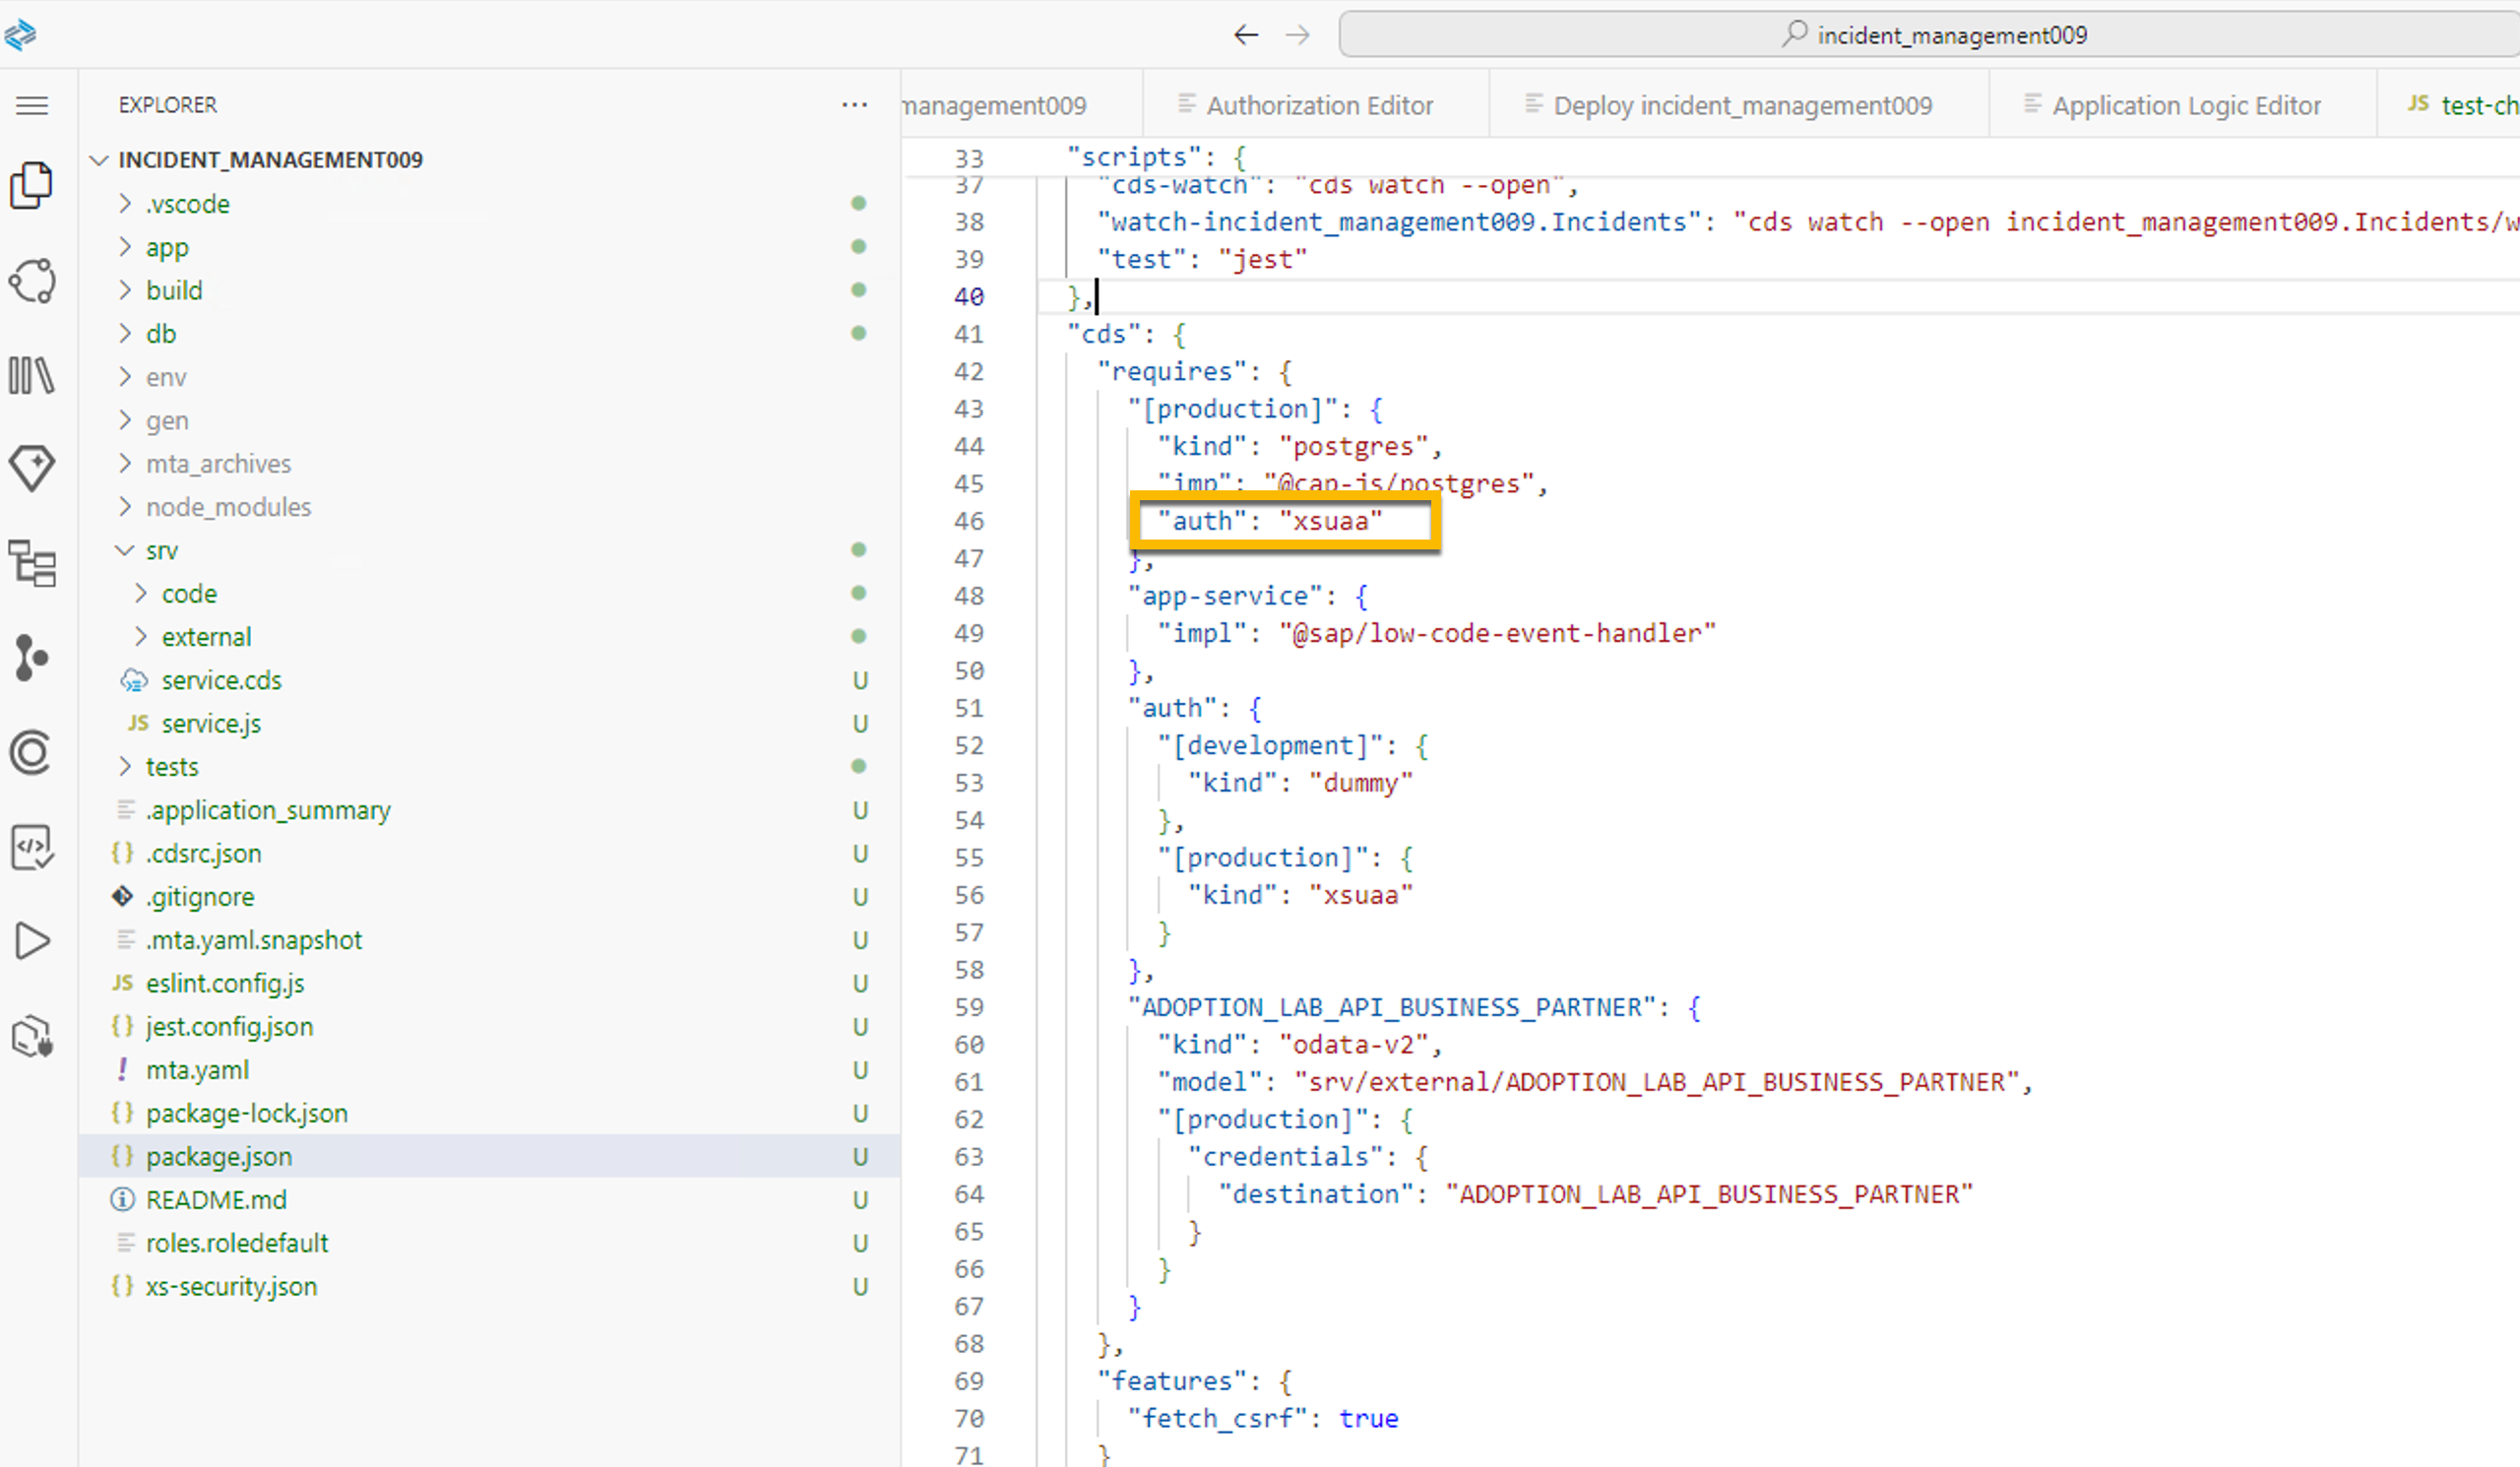 incident_management009
EXPLORER
INCIDENT_MANAGEMENT009
.vscode
app
build
db
env
gen
mta_archives
node_modules
srv
code
external
service.cds U
JS service.js U
tests
.application_summary U
{} .cdsrc.json U
.gitignore U
.mta.yaml.snapshot U
JS eslint.config.js U
{} jest.config.json U
! mta.yaml U
{} package-lock.json U
{} package.json U
README.md U
roles.roledefault U
{} xs-security.json U
management009 Authorization Editor Deploy incident_management009 Application Logic Editor JS test-ch
33 "scripts": {
37 "cds-watch": "cds watch --open",
38 "watch-incident_management009.Incidents": "cds watch --open incident_management009.Incidents/w
39 "test": "jest"
40 },
41 "cds": {
42 "requires": {
43 "[production]": {
44 "kind": "postgres",
45 "imp": "@cap-js/postgres",
46 "auth": "xsuaa"
47 },
48 "app-service": {
49 "impl": "@sap/low-code-event-handler"
50 },
51 "auth": {
52 "[development]": {
53 "kind": "dummy"
54 },
55 "[production]": {
56 "kind": "xsuaa"
57 }
58 },
59 "ADOPTION_LAB_API_BUSINESS_PARTNER": {
60 "kind": "odata-v2",
61 "model": "srv/external/ADOPTION_LAB_API_BUSINESS_PARTNER",
62 "[production]": {
63 "credentials": {
64 "destination": "ADOPTION_LAB_API_BUSINESS_PARTNER"
65 }
66 }
67 }
68 },
69 "features": {
70 "fetch_csrf": true
71 }